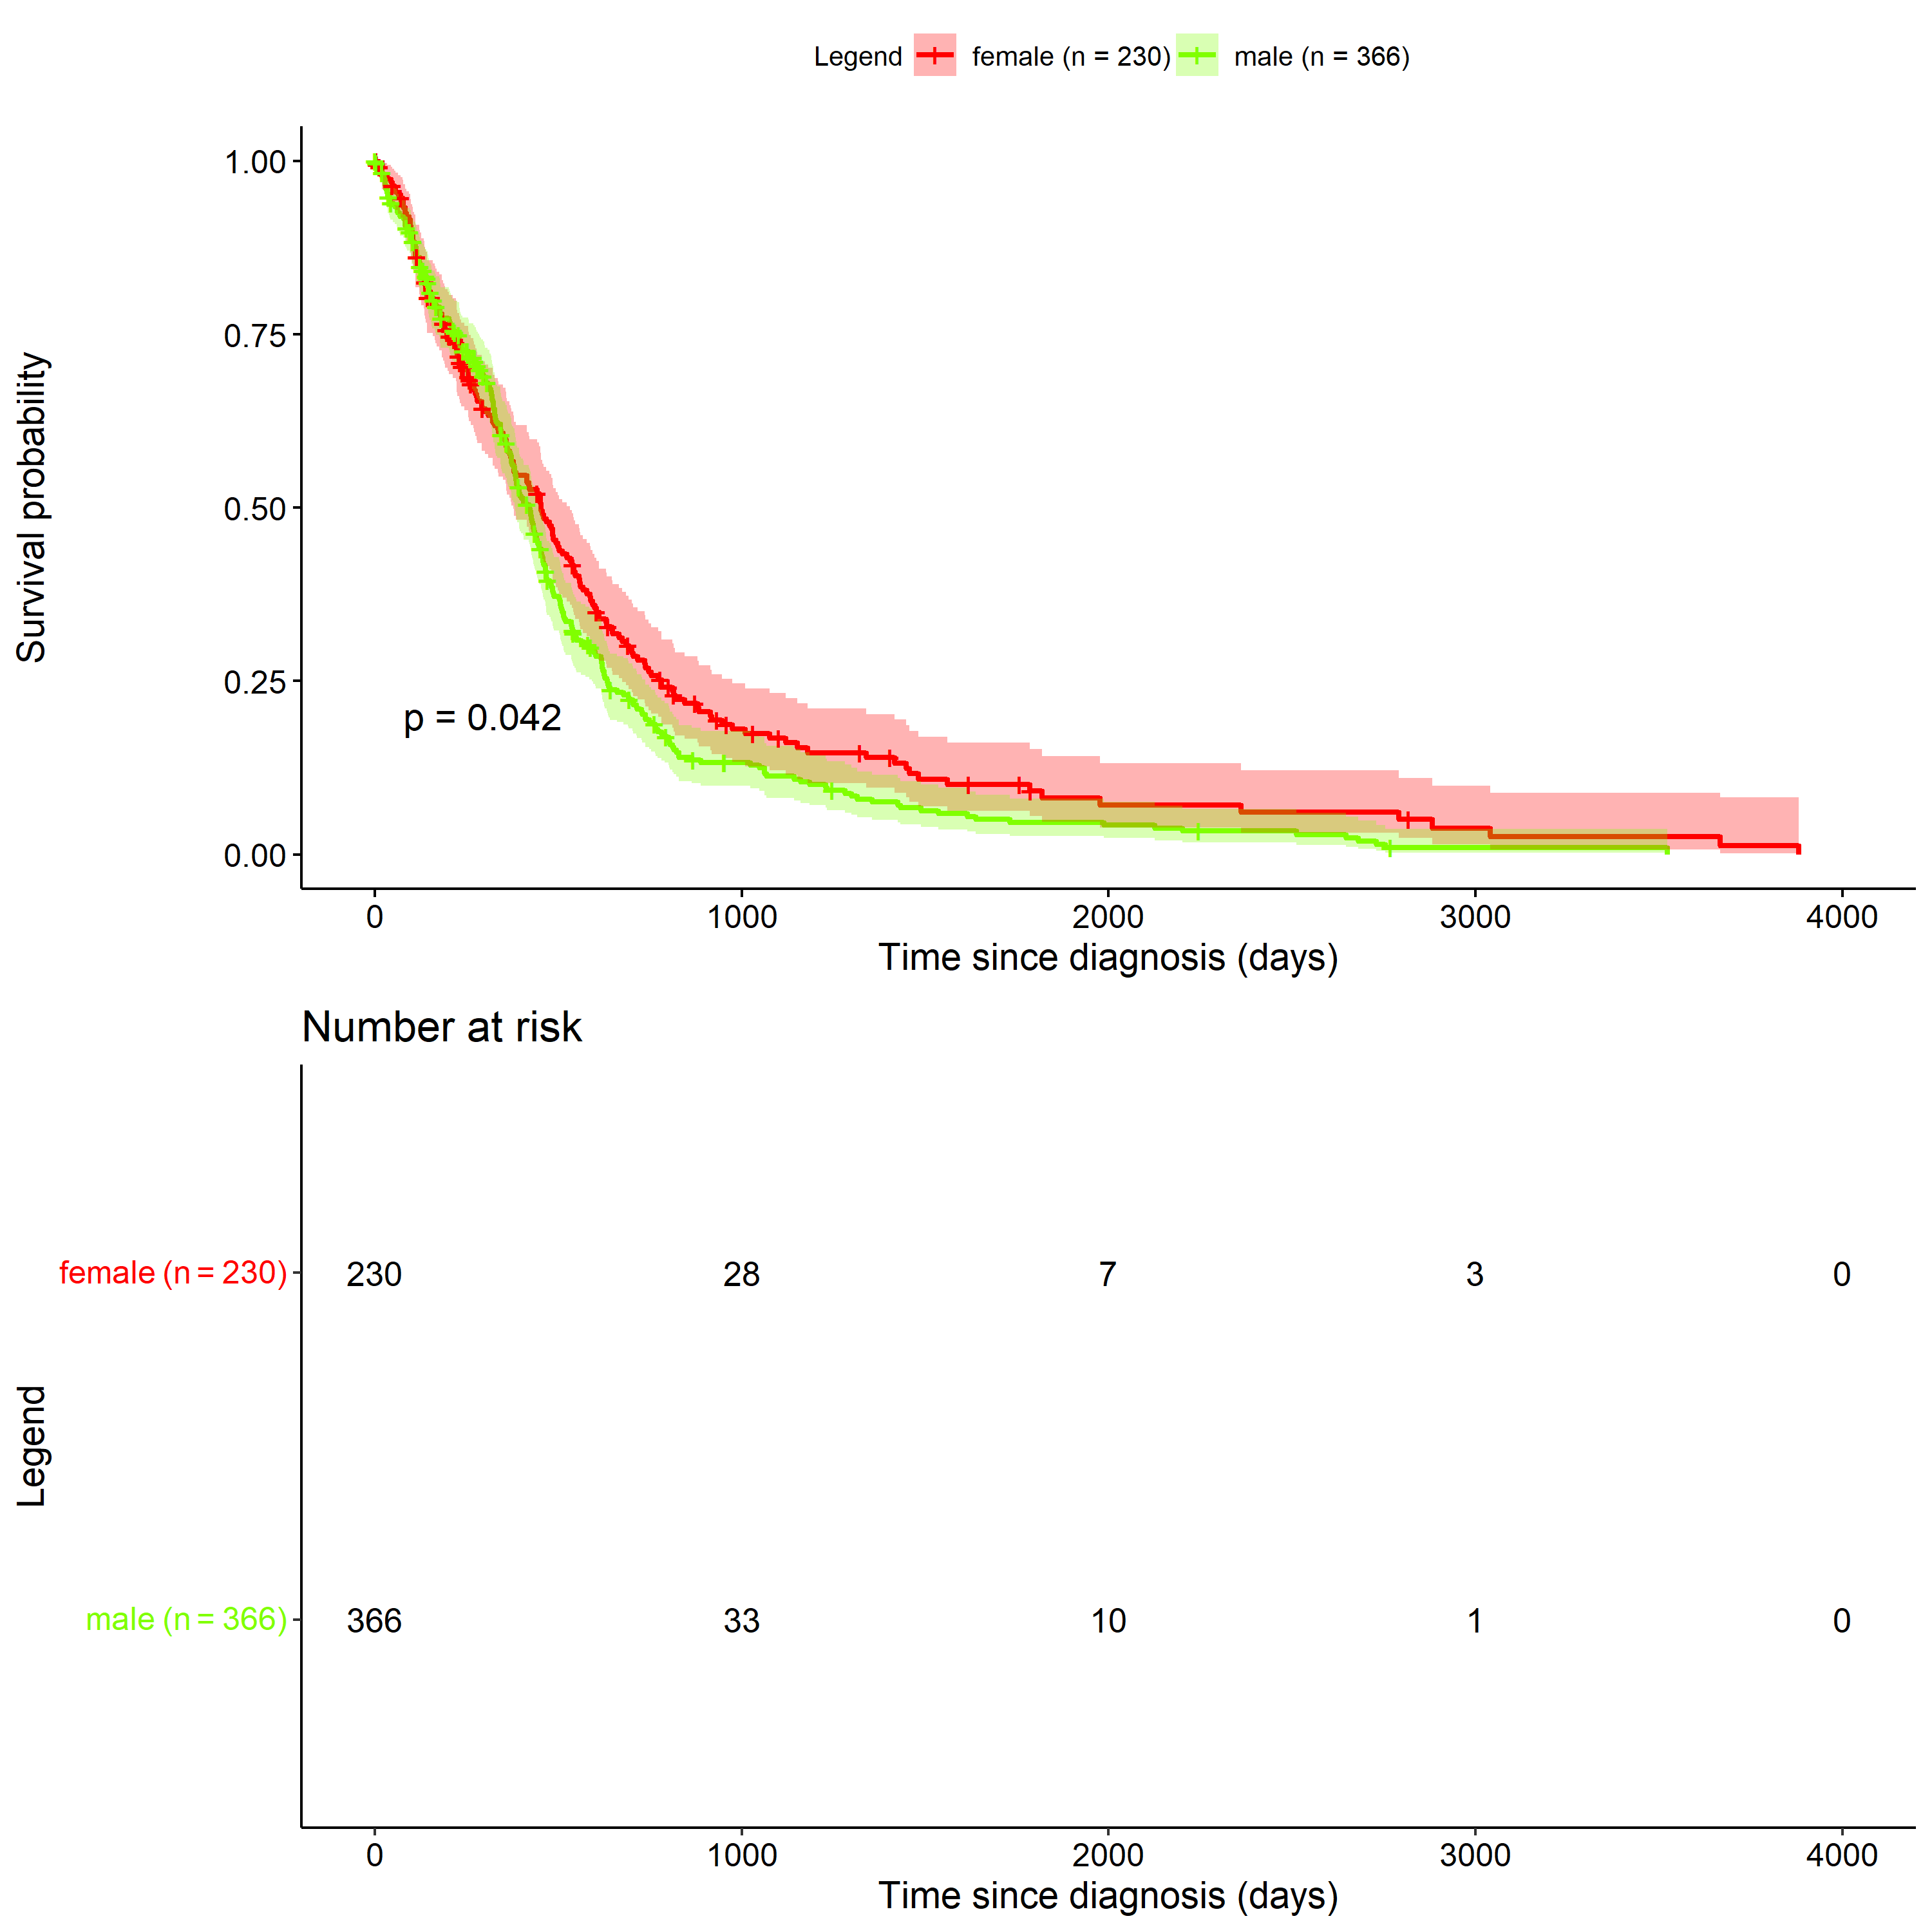 Legend female (n = 230) male (n = 366)
Survival probability
1.00
0.75
0.50
0.25
0.00
p = 0.042
0 1000 2000 3000 4000
Time since diagnosis (days)
Number at risk
Legend
female (n = 230) 230 28 7 3 0
male (n = 366) 366 33 10 1 0
0 1000 2000 3000 4000
Time since diagnosis (days)